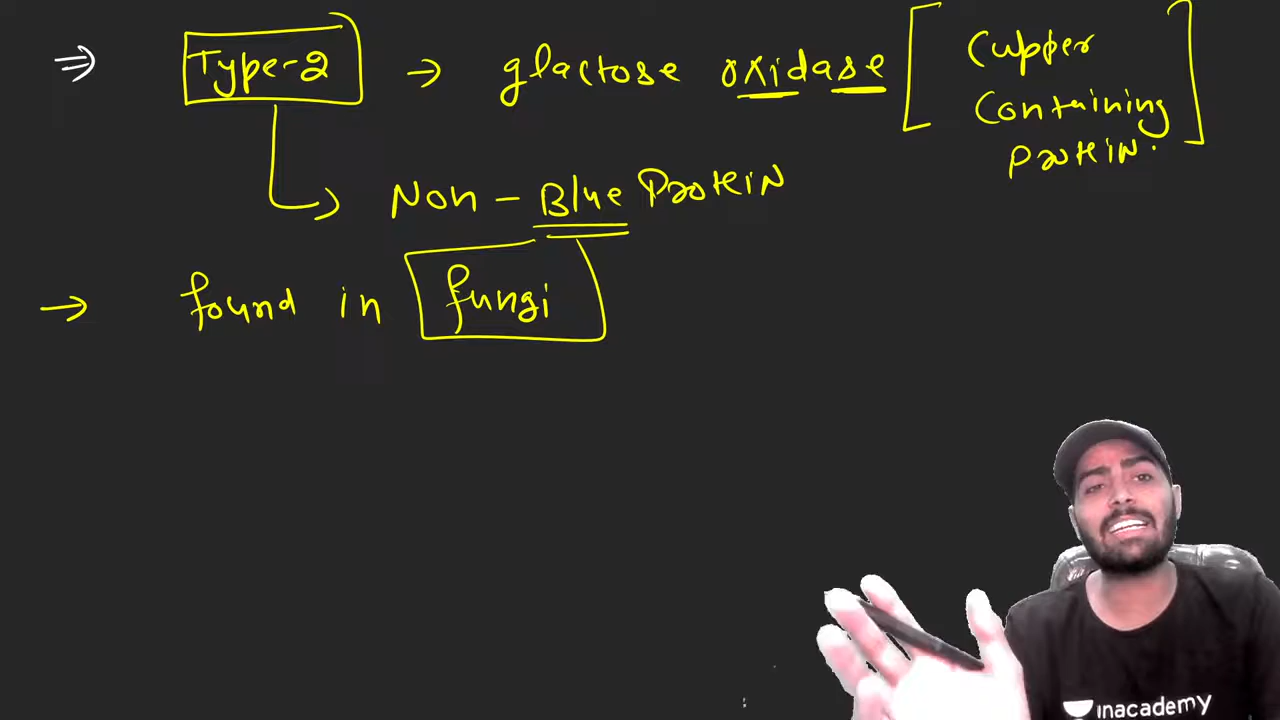 ⇒ Type-2 → glactose oxidase [Cupper
Containing
Protein.]
Non - Blue Protein
→ found in fungi
unacademy